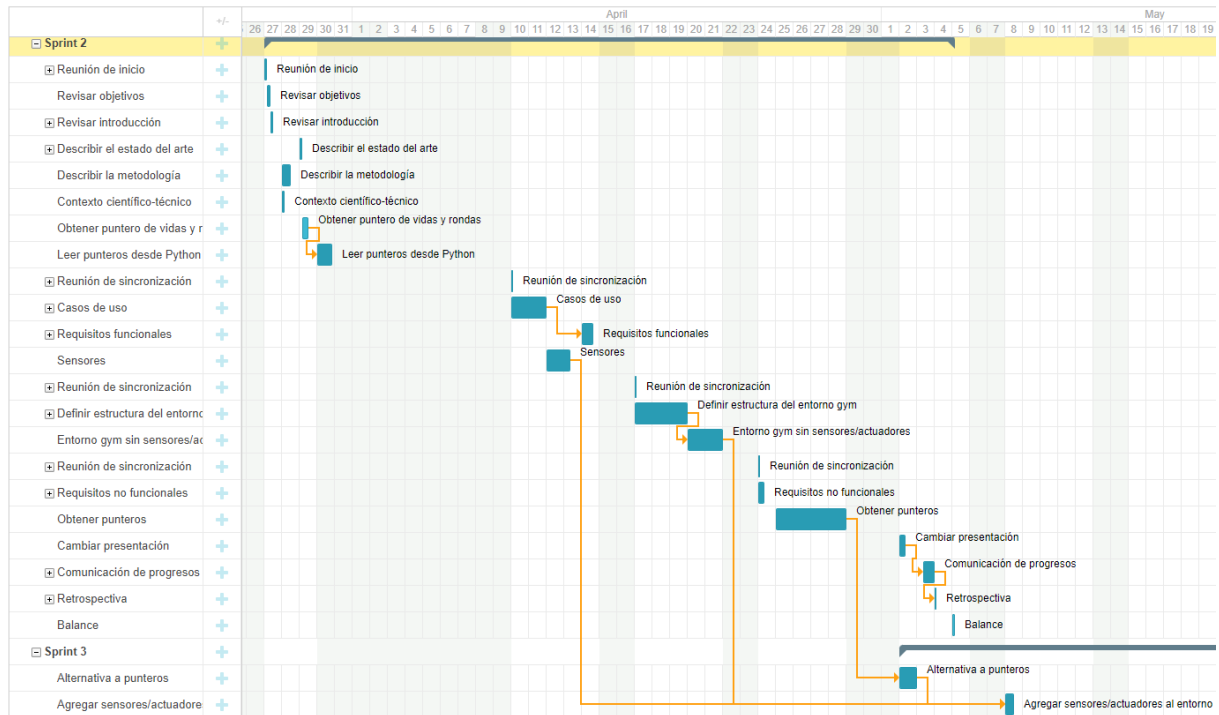 +/-
April
May
26 27 28 29 30 31 1 2 3 4 5 6 7 8 9 10 11 12 13 14 15 16 17 18 19 20 21 22 23 24 25 26 27 28 29 30 1 2 3 4 5 6 7 8 9 10 11 12 13 14 15 16 17 18 19
Sprint 2
Reunión de inicio Reunión de inicio
Revisar objetivos Revisar objetivos
Revisar introducción Revisar introducción
Describir el estado del arte Describir el estado del arte
Describir la metodología Describir la metodología
Contexto científico-técnico Contexto científico-técnico
Obtener puntero de vidas y r Obtener puntero de vidas y rondas
Leer punteros desde Python Leer punteros desde Python
Reunión de sincronización Reunión de sincronización
Casos de uso Casos de uso
Requisitos funcionales Requisitos funcionales
Sensores Sensores
Reunión de sincronización Reunión de sincronización
Definir estructura del entorno Definir estructura del entorno gym
Entorno gym sin sensores/ac Entorno gym sin sensores/actuadores
Reunión de sincronización Reunión de sincronización
Requisitos no funcionales Requisitos no funcionales
Obtener punteros Obtener punteros
Cambiar presentación Cambiar presentación
Comunicación de progresos Comunicación de progresos
Retrospectiva Retrospectiva
Balance Balance
Sprint 3
Alternativa a punteros Alternativa a punteros
Agregar sensores/actuadore Agregar sensores/actuadores al entorno